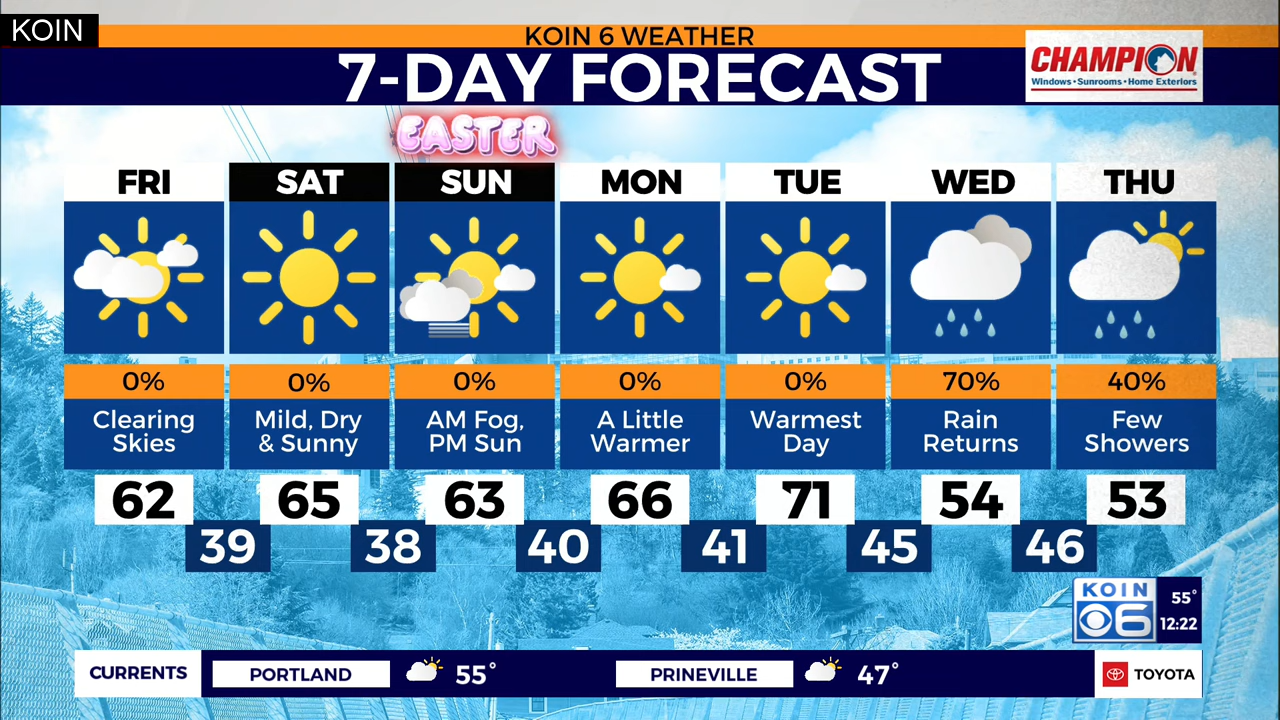 KOIN
KOIN 6 WEATHER
7-DAY FORECAST
CHAMPION
Windows • Sunrooms • Home Exteriors
EASTER
FRI SAT SUN MON TUE WED THU
0% 0% 0% 0% 0% 70% 40%
Clearing Mild, Dry AM Fog, A Little Warmest Rain Few
Skies & Sunny PM Sun Warmer Day Returns Showers
62 65 63 66 71 54 53
39 38 40 41 45 46
KOIN
6
55°
12:22
CURRENTS PORTLAND 55° PRINEVILLE 47° TOYOTA